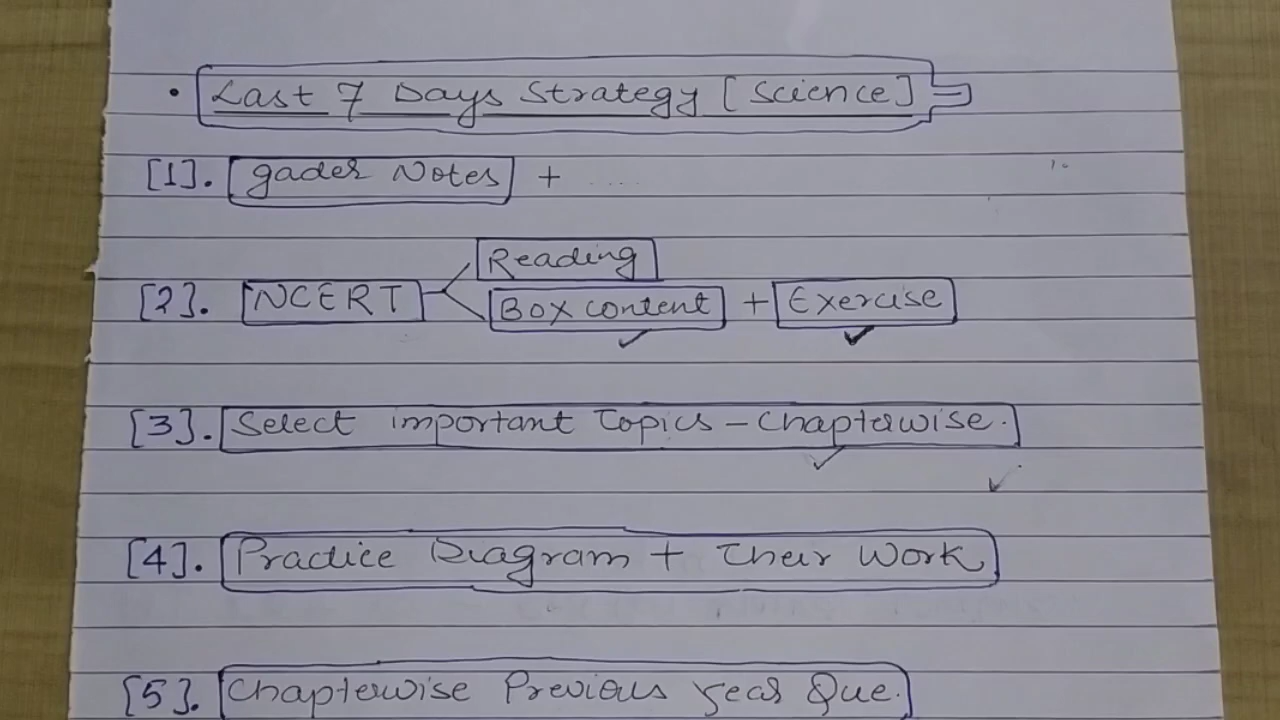 • Last 7 Days Strategy [Science]
[1]. gader Notes + ....
Reading
[2]. NCERT Box content + Exercise
[3]. Select important Topics - Chapterwise.
[4]. Practice Diagram + Their Work
[5]. Chapterwise Previous year Que.